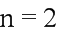 n = 2